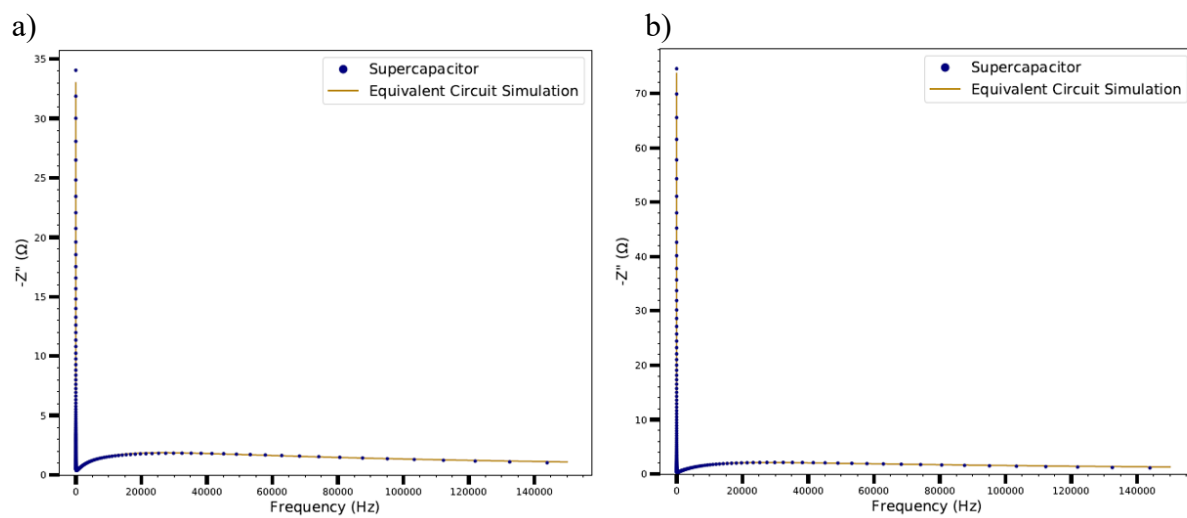 a)
35
30
25
20
15
10
5
0
-Z" (Ω)
Supercapacitor
Equivalent Circuit Simulation
0 20000 40000 60000 80000 100000 120000 140000
Frequency (Hz)
b)
70
60
50
40
30
20
10
0
-Z" (Ω)
Supercapacitor
Equivalent Circuit Simulation
0 20000 40000 60000 80000 100000 120000 140000
Frequency (Hz)